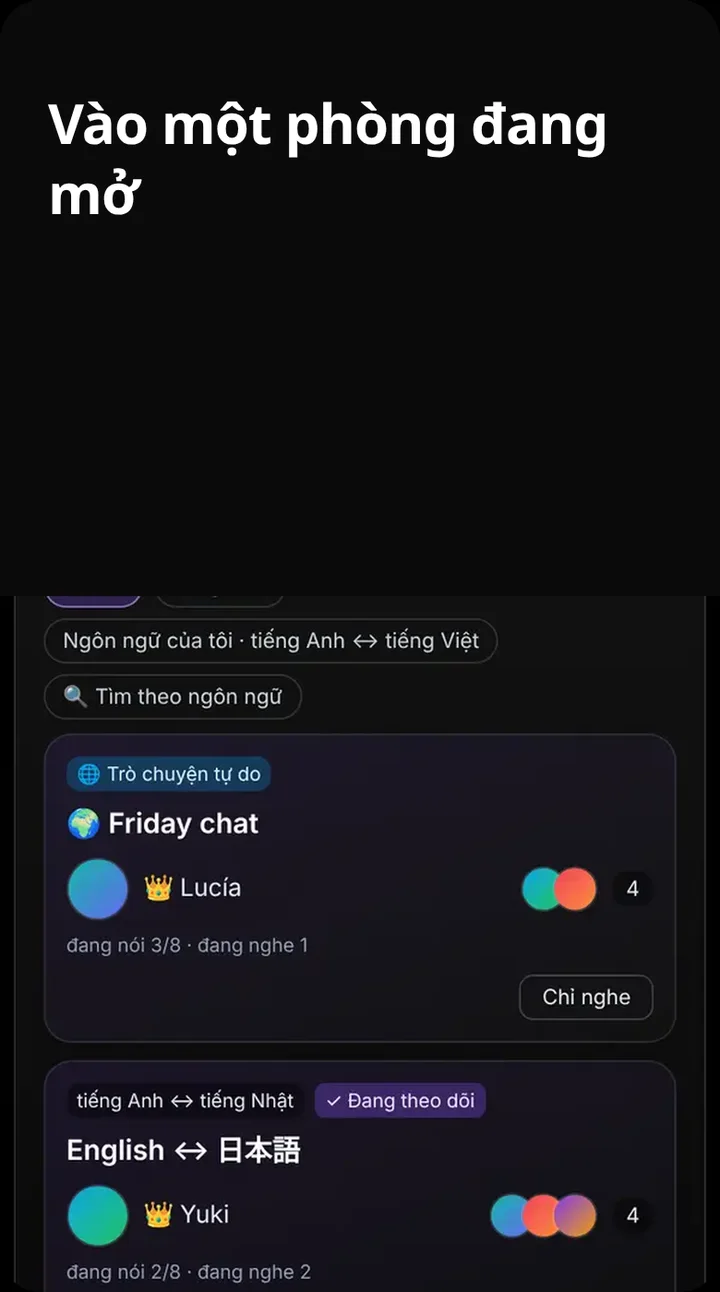 Vào một phòng đang
mở
Ngôn ngữ của tôi · tiếng Anh ↔ tiếng Việt
🔍 Tìm theo ngôn ngữ
🌐 Trò chuyện tự do
🌍 Friday chat
👑 Lucía
4
đang nói 3/8 · đang nghe 1
Chỉ nghe
tiếng Anh ↔ tiếng Nhật
✓ Đang theo dõi
English ↔ 日本語
👑 Yuki
4
đang nói 2/8 · đang nghe 2